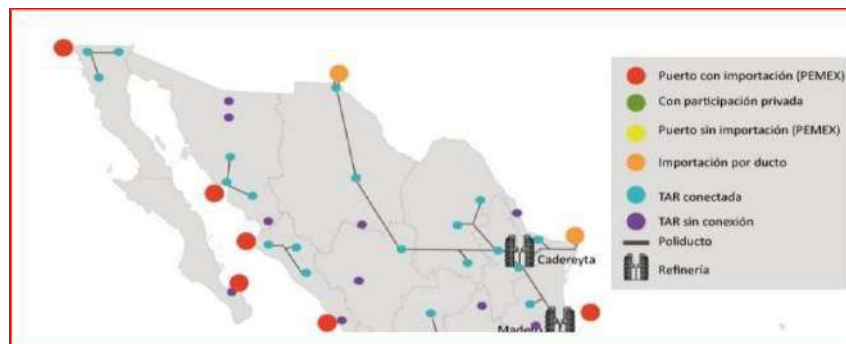 Puerto con importación (PEMEX)
Con participación privada
Puerto sin importación (PEMEX)
Importación por ducto
TAR conectada
TAR sin conexión
Poliducto
Refinería
Cadereyta